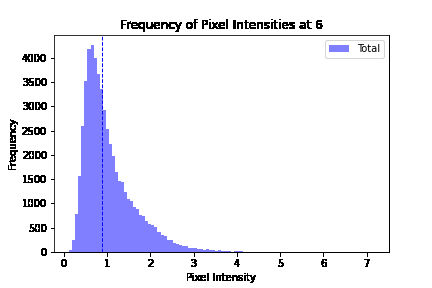 Frequency of Pixel Intensities at 6
Total
Frequency
4000
3500
3000
2500
2000
1500
1000
500
0
0 1 2 3 4 5 6 7
Pixel Intensity